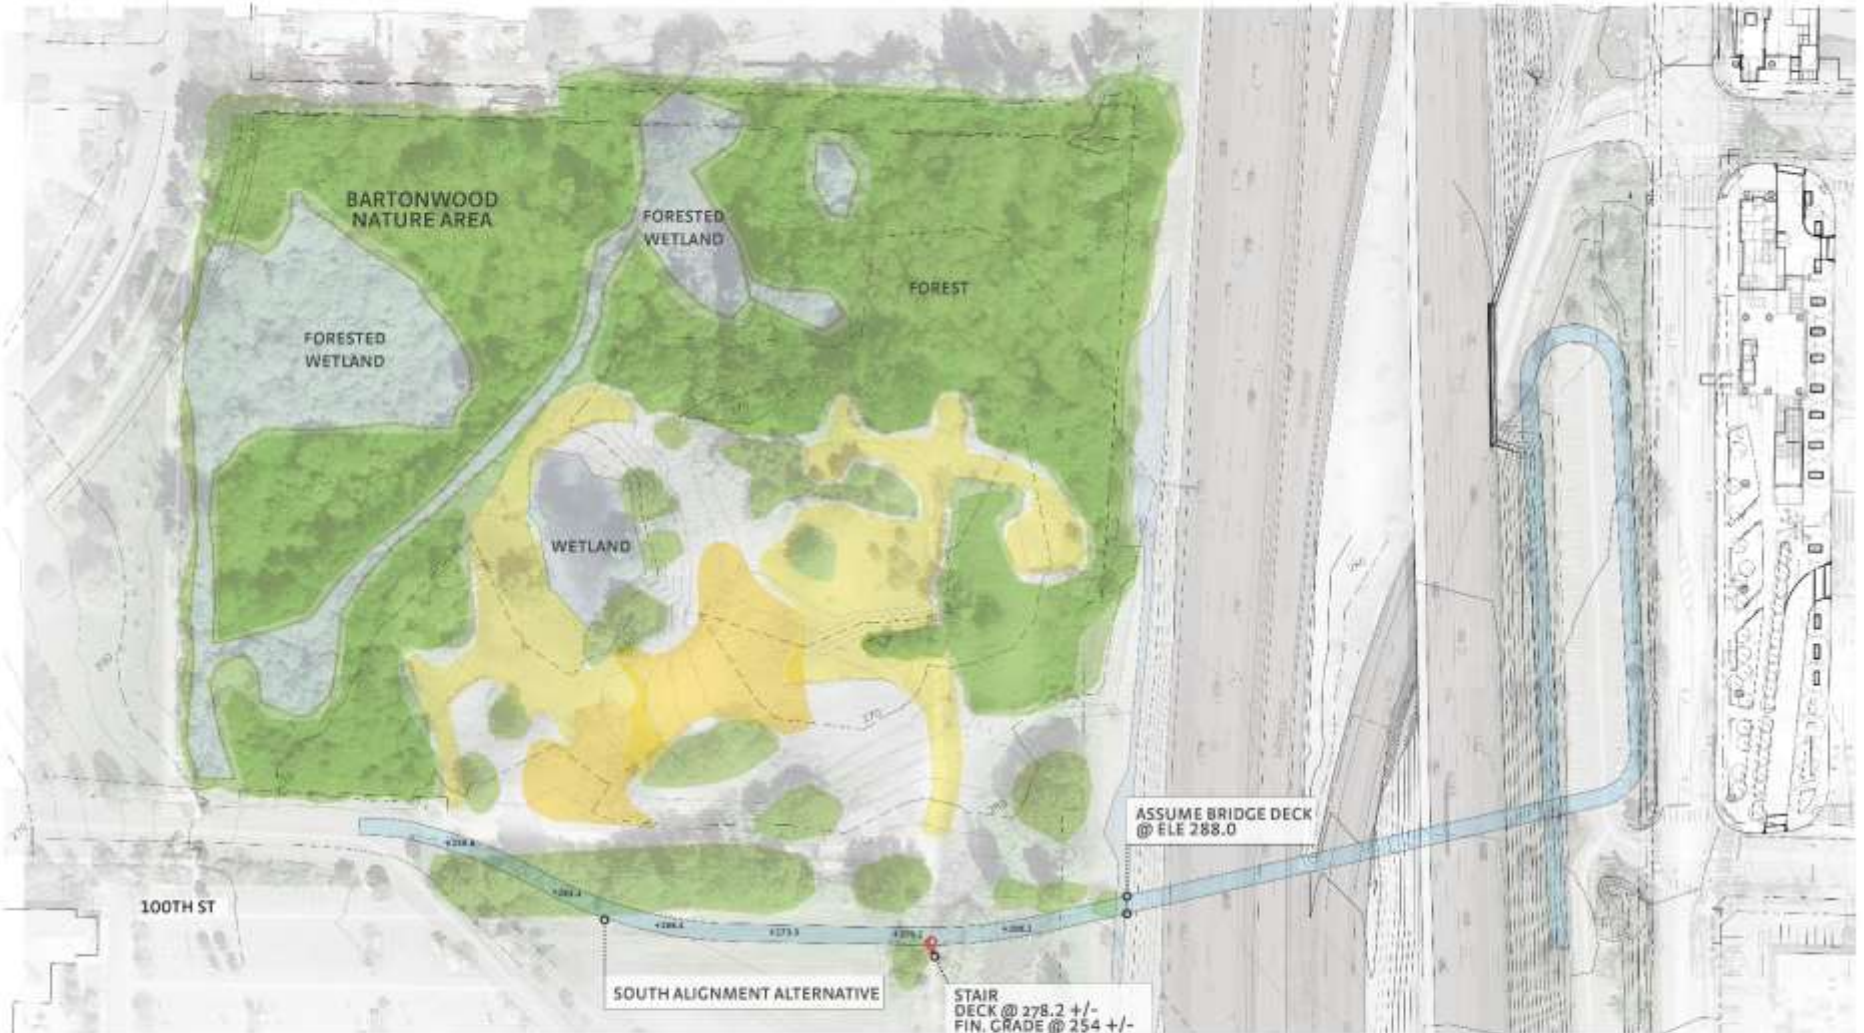 BARTONWOOD
NATURE AREA
FORESTED
WETLAND
FOREST
FORESTED
WETLAND
WETLAND
270
ASSUME BRIDGE DECK
@ ELE 288.0
100TH ST
SOUTH ALIGNMENT ALTERNATIVE
STAIR
DECK @ 278.2 +/-
FIN. GRADE @ 254 +/-